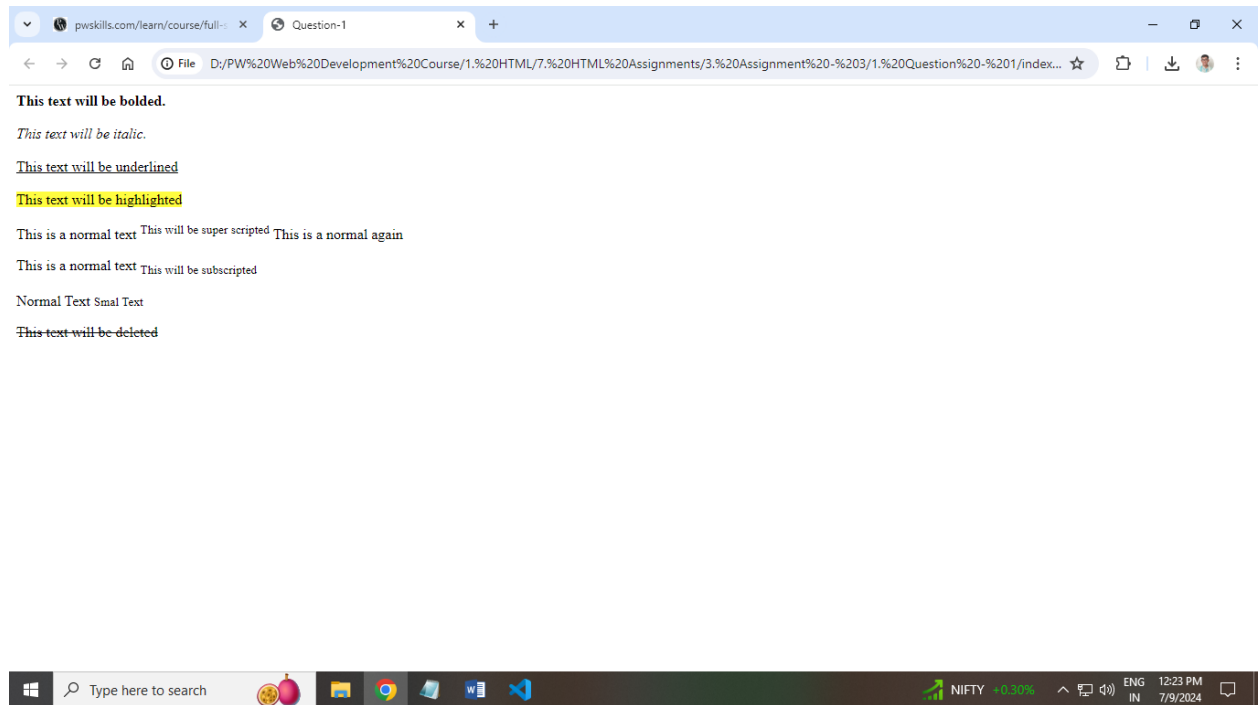 pwskills.com/learn/course/full-s
Question-1
File D:/PW%20Web%20Development%20Course/1.%20HTML/7.%20HTML%20Assignments/3.%20Assignment%20-%203/1.%20Question%20-%201/index...
This text will be bolded.
This text will be italic.
This text will be underlined
This text will be highlighted
This is a normal text This will be super scripted This is a normal again
This is a normal text This will be subscripted
Normal Text Smal Text
This text will be deleted
Type here to search
NIFTY +0.30%
ENG
IN
12:23 PM
7/9/2024